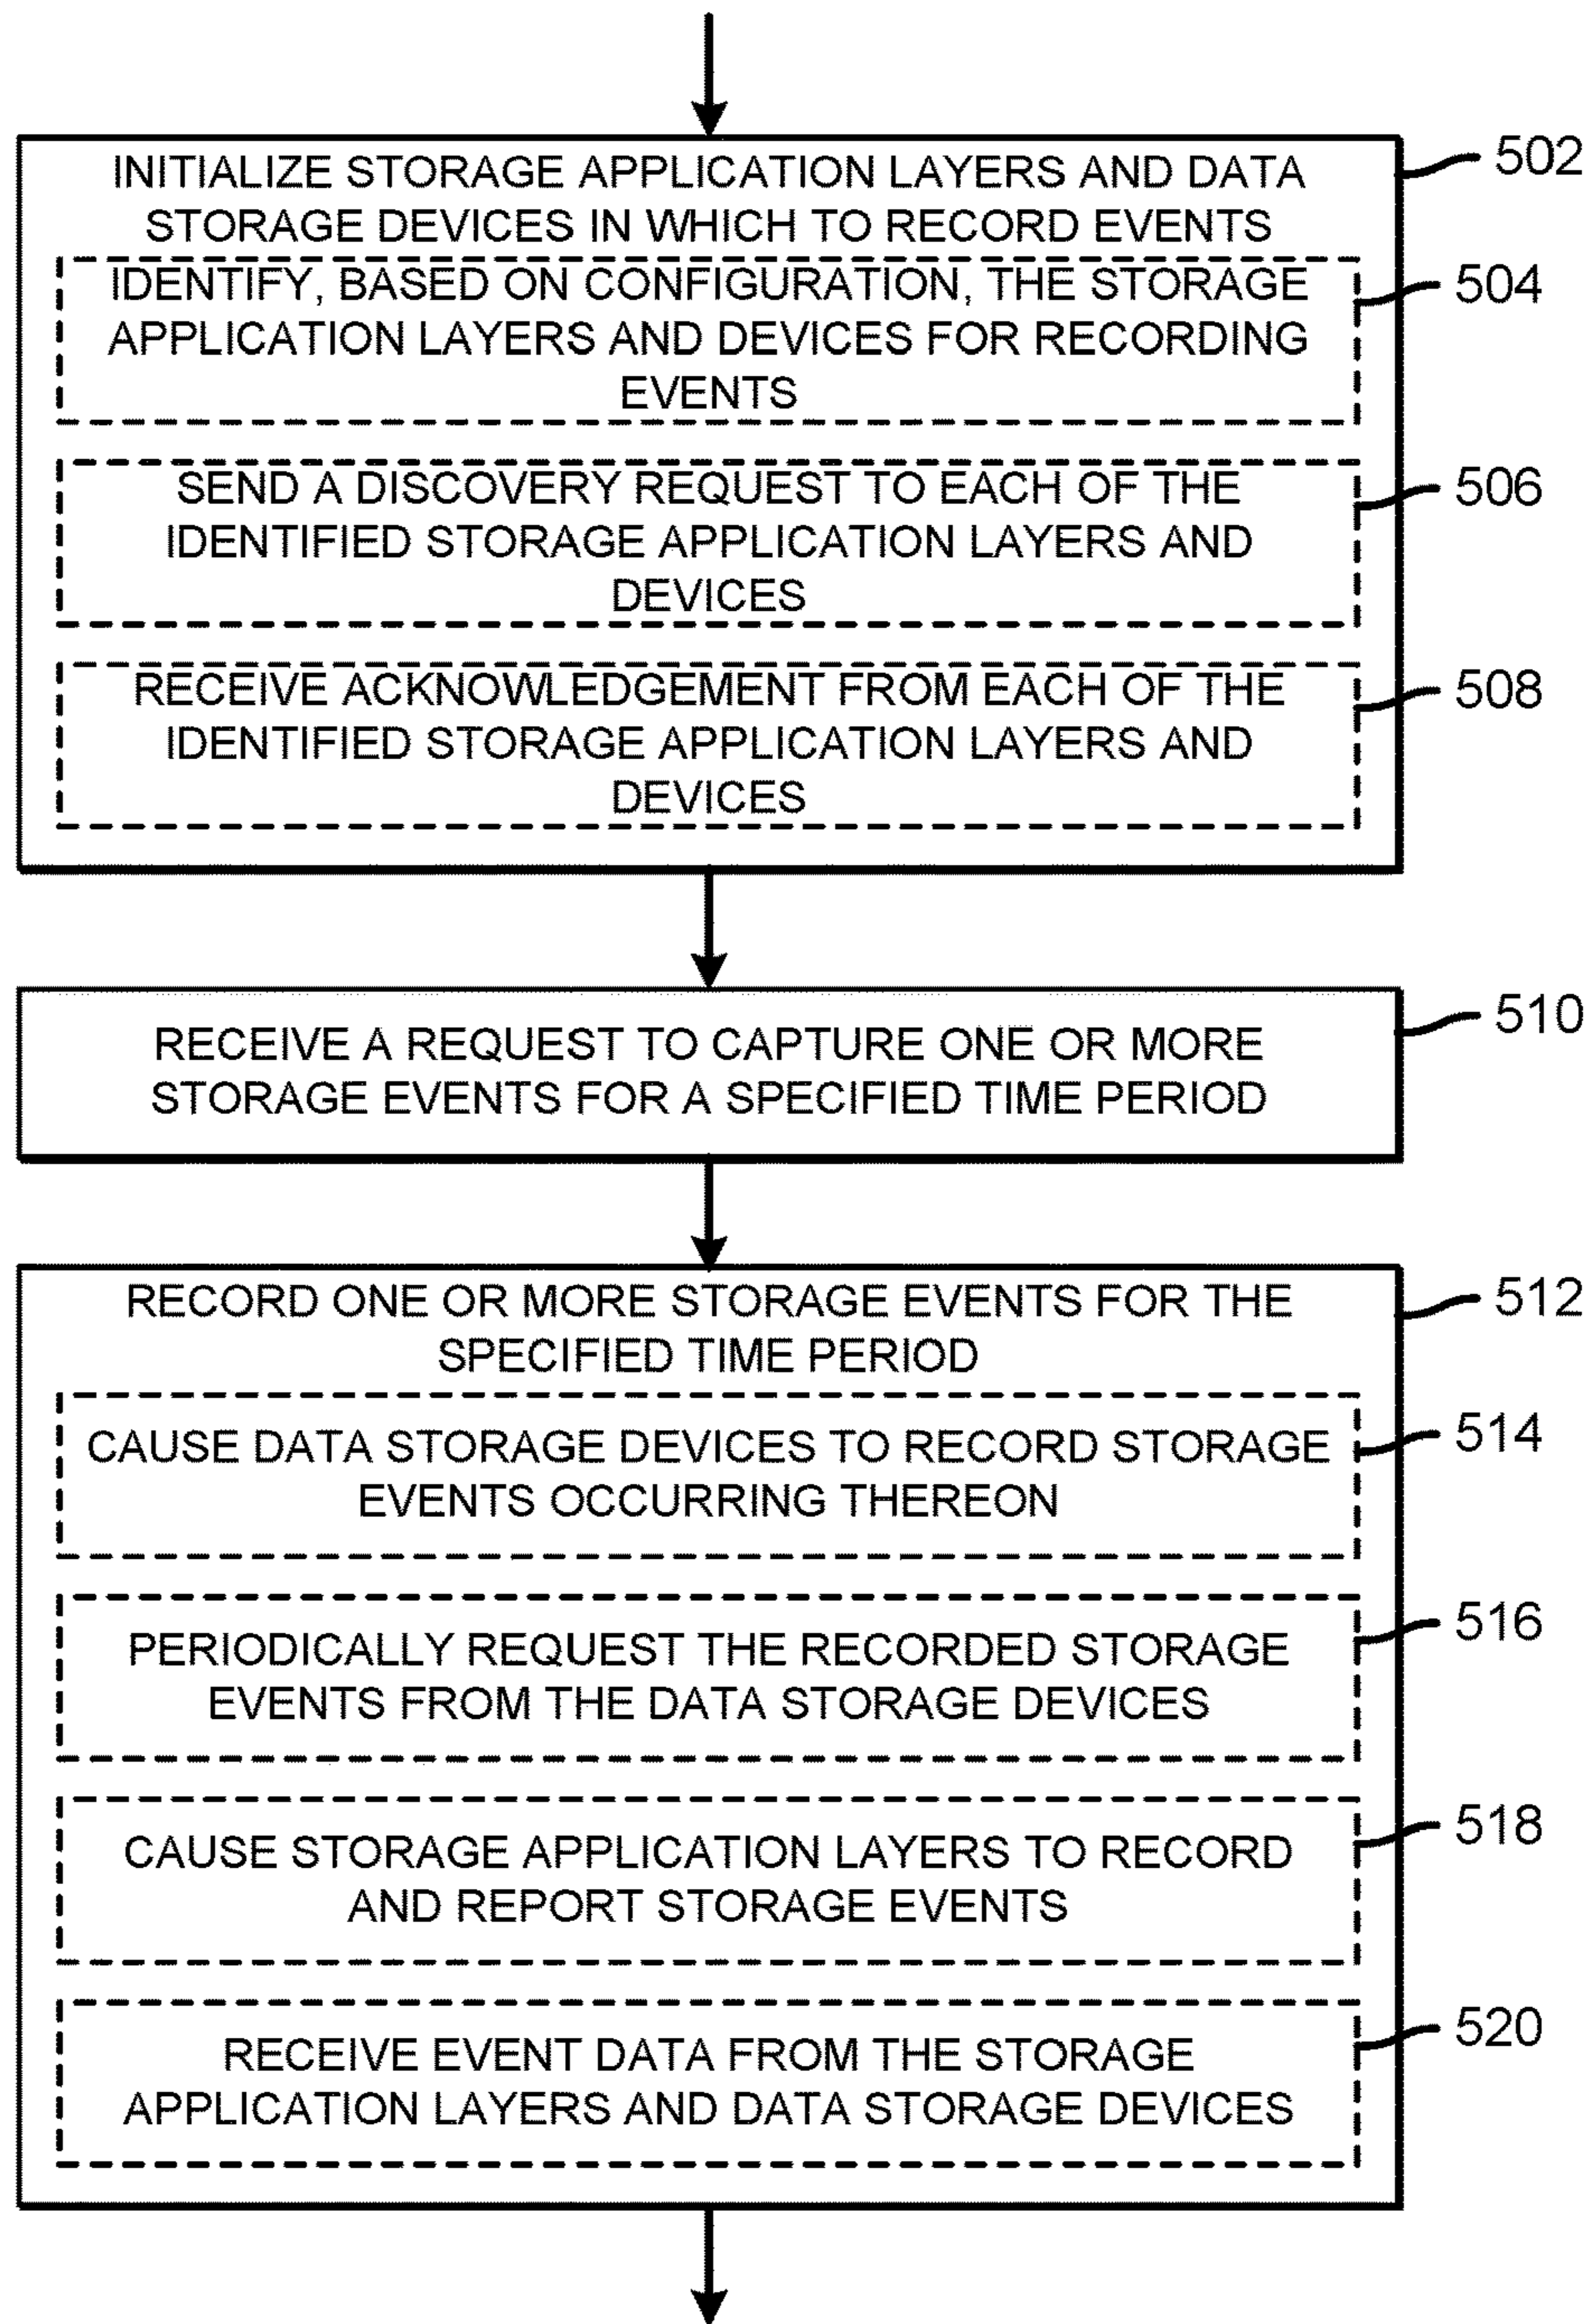 INITIALIZE STORAGE APPLICATION LAYERS AND DATA
STORAGE DEVICES IN WHICH TO RECORD EVENTS
502
IDENTIFY, BASED ON CONFIGURATION, THE STORAGE
APPLICATION LAYERS AND DEVICES FOR RECORDING
EVENTS
504
SEND A DISCOVERY REQUEST TO EACH OF THE
IDENTIFIED STORAGE APPLICATION LAYERS AND
DEVICES
506
RECEIVE ACKNOWLEDGEMENT FROM EACH OF THE
IDENTIFIED STORAGE APPLICATION LAYERS AND
DEVICES
508
RECEIVE A REQUEST TO CAPTURE ONE OR MORE
STORAGE EVENTS FOR A SPECIFIED TIME PERIOD
510
RECORD ONE OR MORE STORAGE EVENTS FOR THE
SPECIFIED TIME PERIOD
512
CAUSE DATA STORAGE DEVICES TO RECORD STORAGE
EVENTS OCCURRING THEREON
514
PERIODICALLY REQUEST THE RECORDED STORAGE
EVENTS FROM THE DATA STORAGE DEVICES
516
CAUSE STORAGE APPLICATION LAYERS TO RECORD
AND REPORT STORAGE EVENTS
518
RECEIVE EVENT DATA FROM THE STORAGE
APPLICATION LAYERS AND DATA STORAGE DEVICES
520